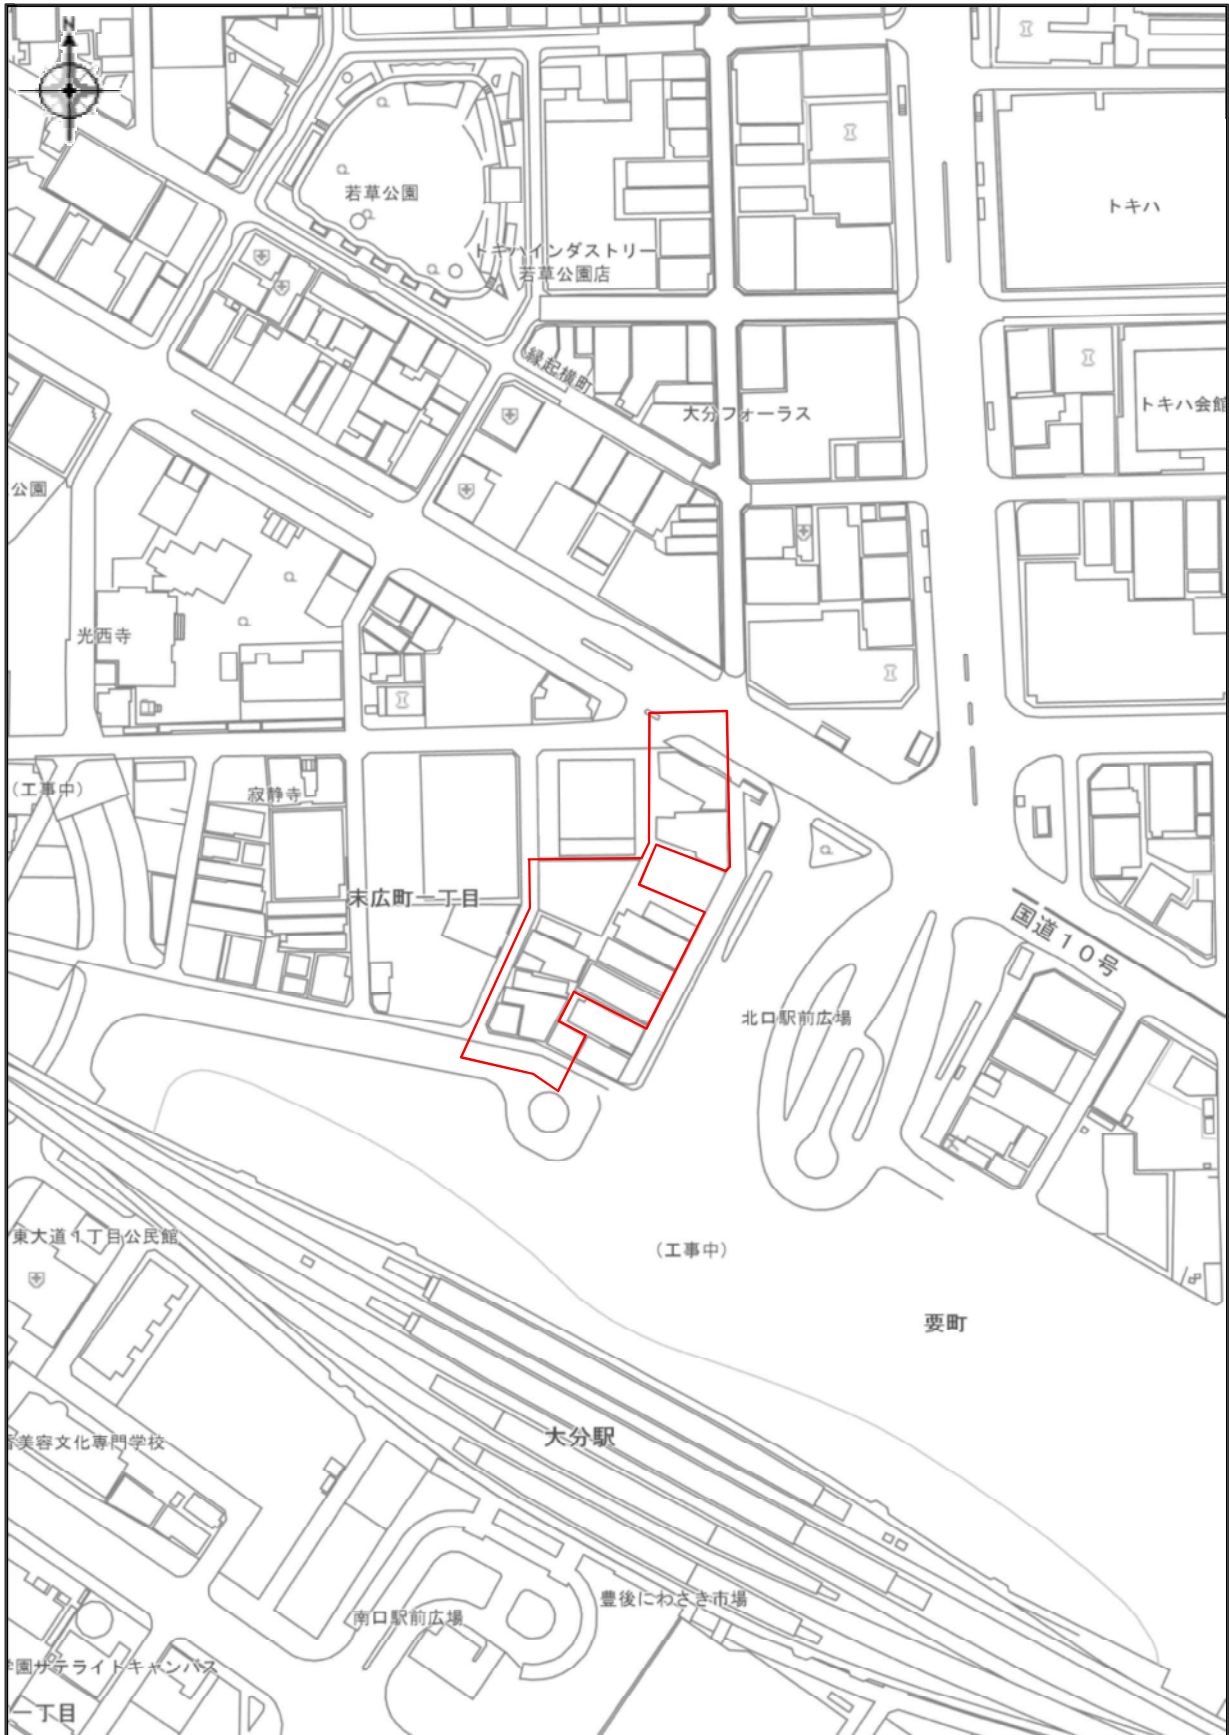 N
若草公園
トキハ
トキハインダストリー
若草公園店
縁起横町
トキハ会館
大分フォーラス
公園
光西寺
(工事中)
寂静寺
末広町一丁目
国道10号
北口駅前広場
東大道1丁目公民館
(工事中)
要町
大分駅
美容文化専門学校
豊後にわさき市場
南口駅前広場
学園サテライトキャンパス
一丁目